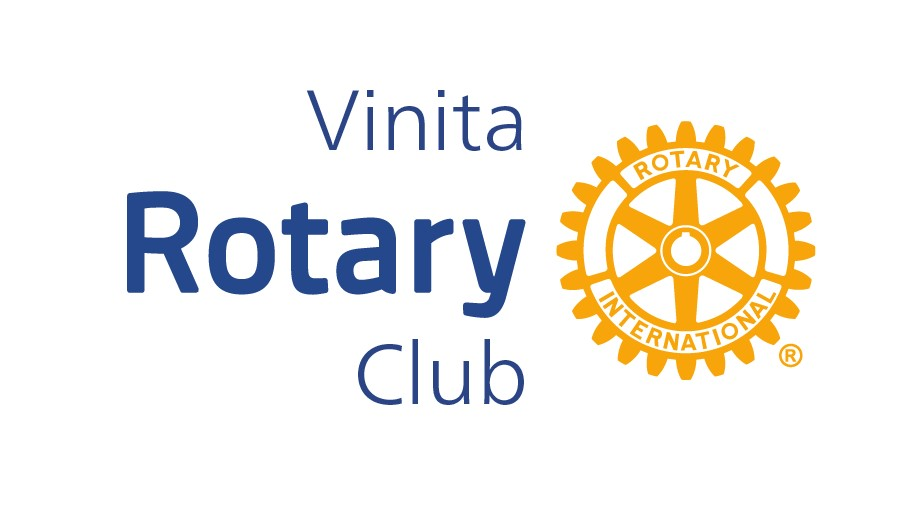 Vinita
Rotary
Club
ROTARY
INTERNATIONAL
®